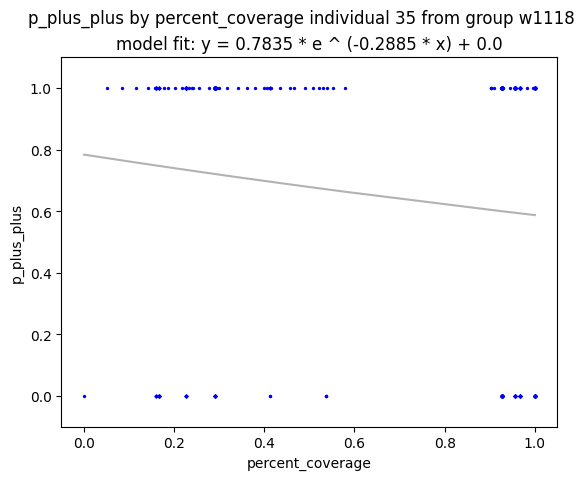 p_plus_plus by percent_coverage individual 35 from group w1118
model fit: y = 0.7835 * e ^ (-0.2885 * x) + 0.0
1.0
0.8
0.6
0.4
0.2
0.0
p_plus_plus
0.0 0.2 0.4 0.6 0.8 1.0
percent_coverage